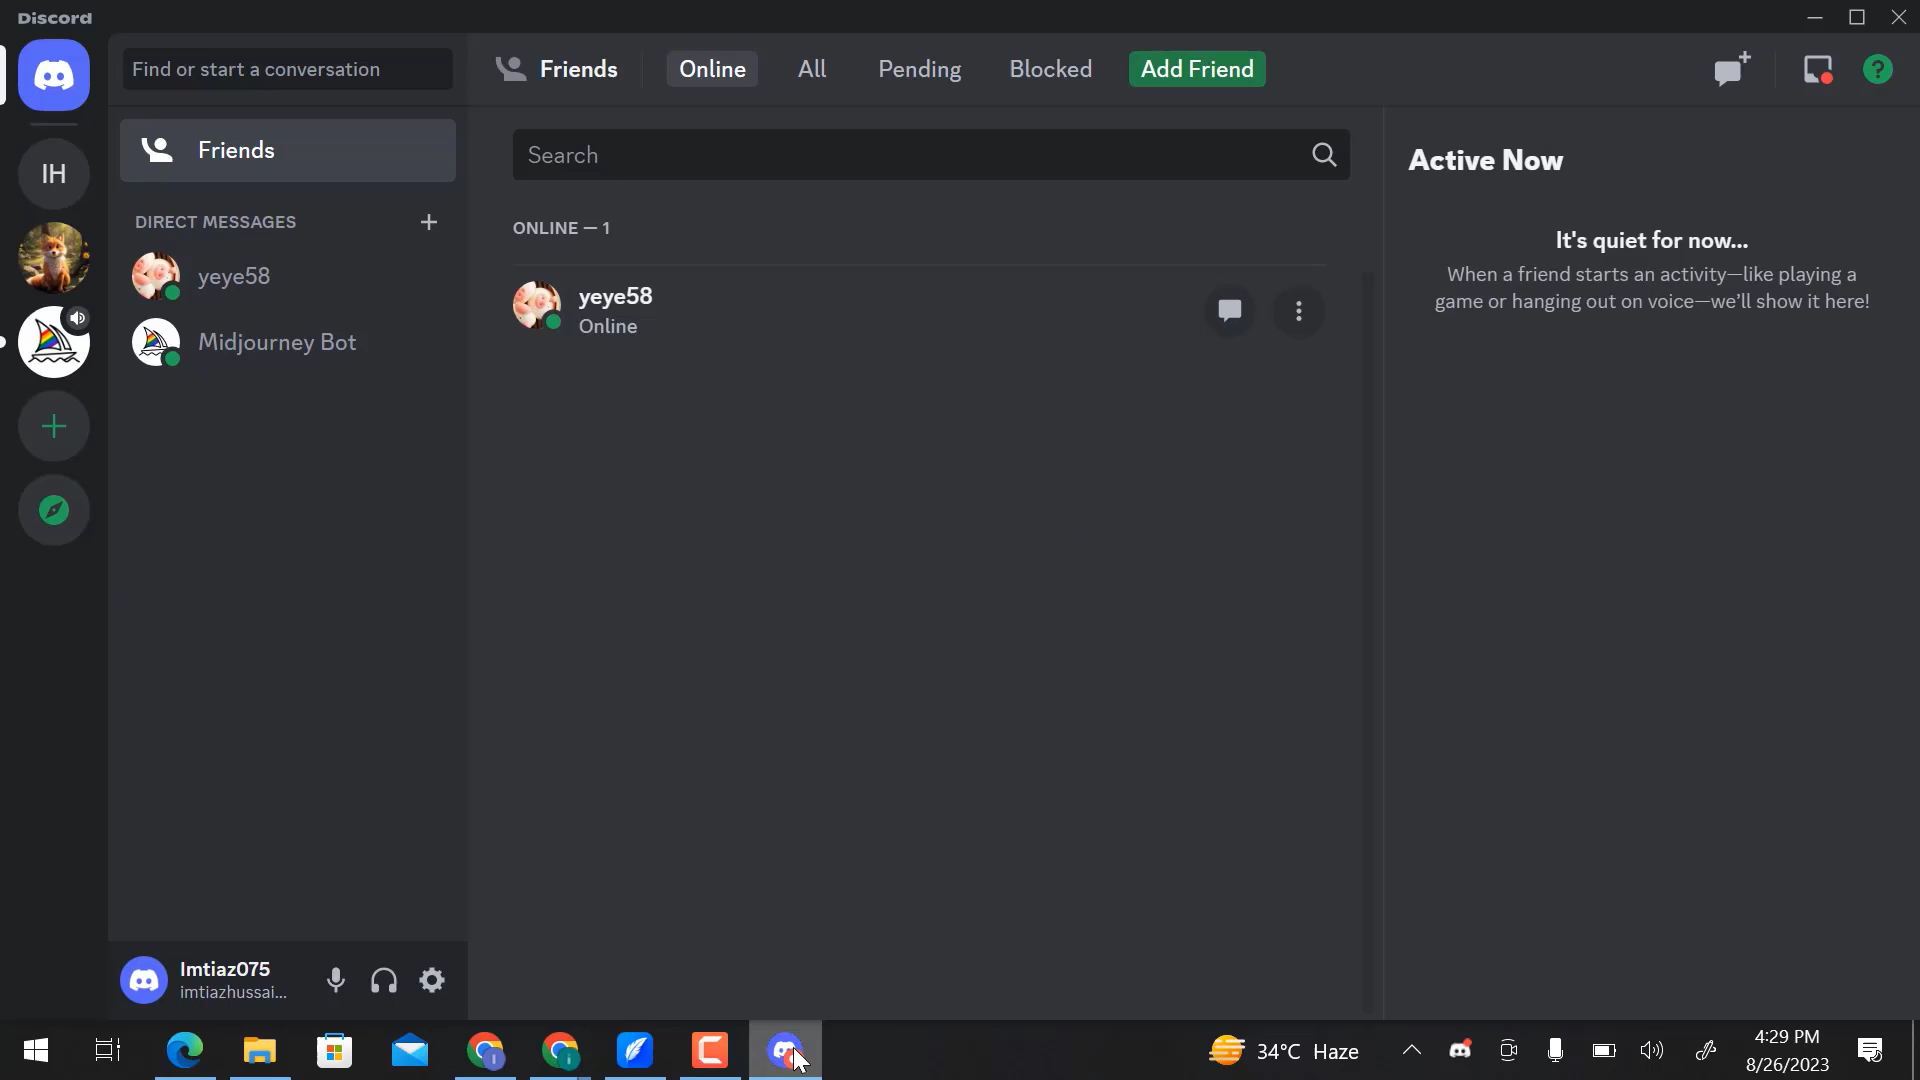 Discord
Find or start a conversation
Friends
Online
All
Pending
Blocked
Add Friend
?
IH
Friends
DIRECT MESSAGES
yeye58
Midjourney Bot
Search
ONLINE — 1
yeye58
Online
Active Now
It's quiet for now...
When a friend starts an activity—like playing a
game or hanging out on voice—we'll show it here!
Imtiaz075
imtiazhussai...
34°C Haze
4:29 PM
8/26/2023